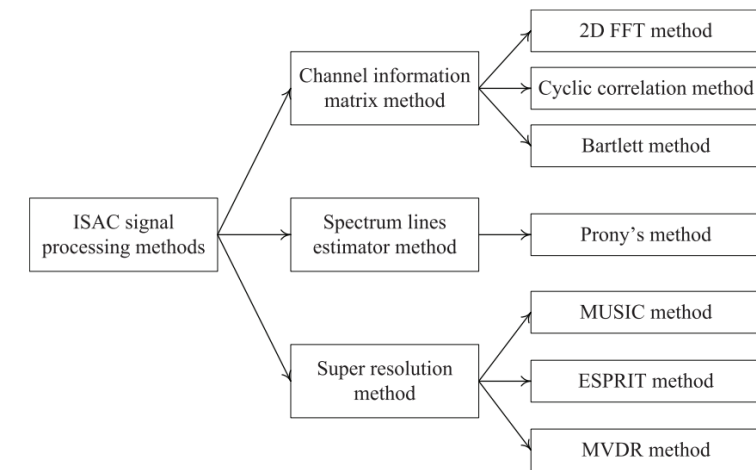 2D FFT method
Channel information
matrix method
Cyclic correlation method
Bartlett method
ISAC signal
processing methods
Spectrum lines
estimator method
Prony's method
MUSIC method
Super resolution
method
ESPRIT method
MVDR method